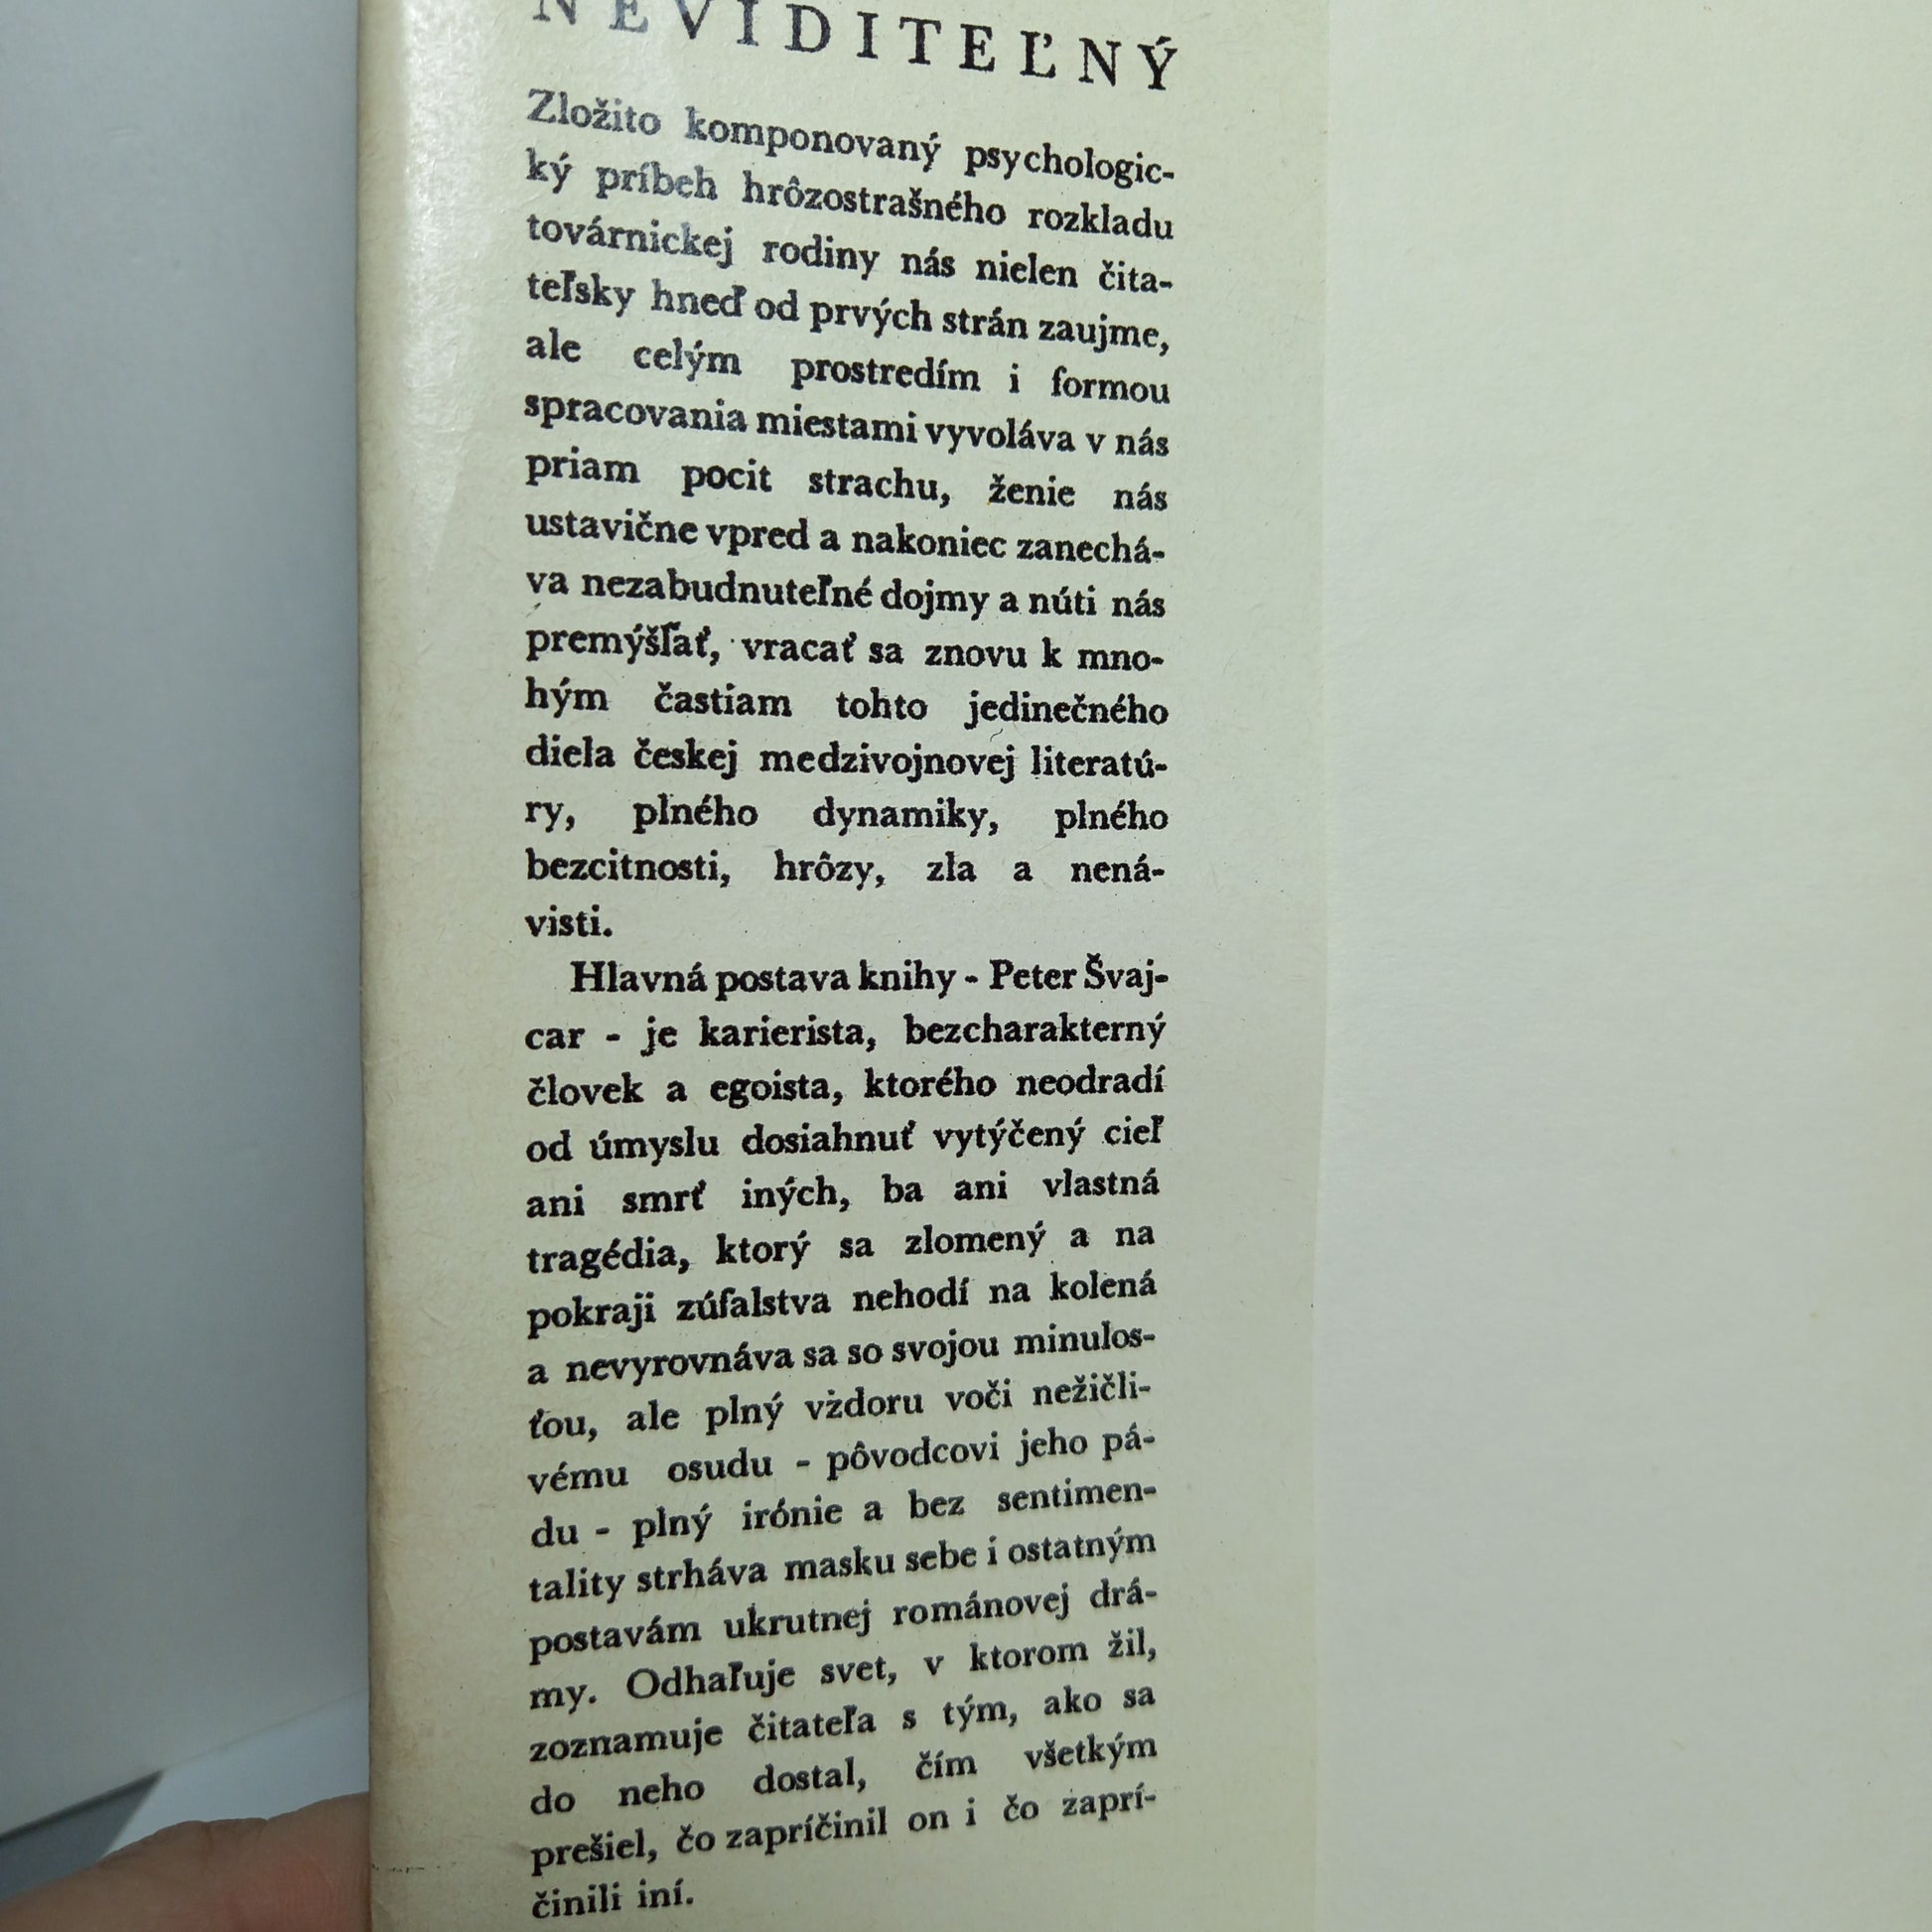 NEVIDITEĽNÝ
Zložito komponovaný psychologic-
ký príbeh hrôzostrašného rozkladu
továrnickej rodiny nás nielen čita-
teľsky hneď od prvých strán zaujme,
ale celým prostredím i formou
spracovania miestami vyvoláva v nás
priam pocit strachu, ženie nás
ustavične vpred a nakoniec zanechá-
va nezabudnuteľné dojmy a núti nás
premýšľať, vracať sa znovu k mno-
hým častiam tohto jedinečného
diela českej medzivojnovej literatú-
ry, plného dynamiky, plného
bezcitnosti, hrôzy, zla a nená-
visti.
Hlavná postava knihy - Peter Švaj-
car - je karierista, bezcharakterný
človek a egoista, ktorého neodradí
od úmyslu dosiahnuť vytýčený cieľ
ani smrť iných, ba ani vlastná
tragédia, ktorý sa zlomený a na
pokraji zúfalstva nehodí na kolená
a nevyrovnáva sa so svojou minulos-
ťou, ale plný vzdoru voči nežičli-
vému osudu - pôvodcovi jeho pá-
du - plný irónie a bez sentimen-
tality strháva masku sebe i ostatným
postavám ukrutnej románovej drá-
my. Odhaľuje svet, v ktorom žil,
zoznamuje čitateľa s tým, ako sa
do neho dostal, čím všetkým
prešiel, čo zapríčinil on i čo zaprí-
činili iní.